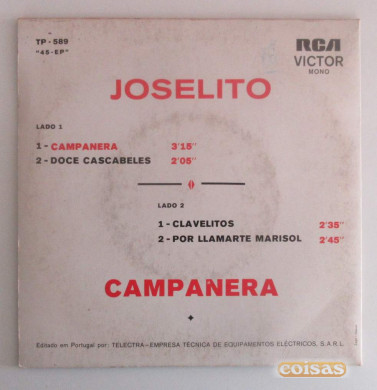 TP - 589
"45 - EP"
RCA
VICTOR
MONO
JOSELITO
LADO 1
1 - CAMPANERA 3'15"
2 - DOCE CASCABELES 2'05"
LADO 2
1 - CLAVELITOS 2'35"
2 - POR LLAMARTE MARISOL 2'45"
CAMPANERA
Editado em Portugal por: TELECTRA—EMPRESA TÉCNICA DE EQUIPAMENTOS ELÉCTRICOS, S.A.R.L.
coisas